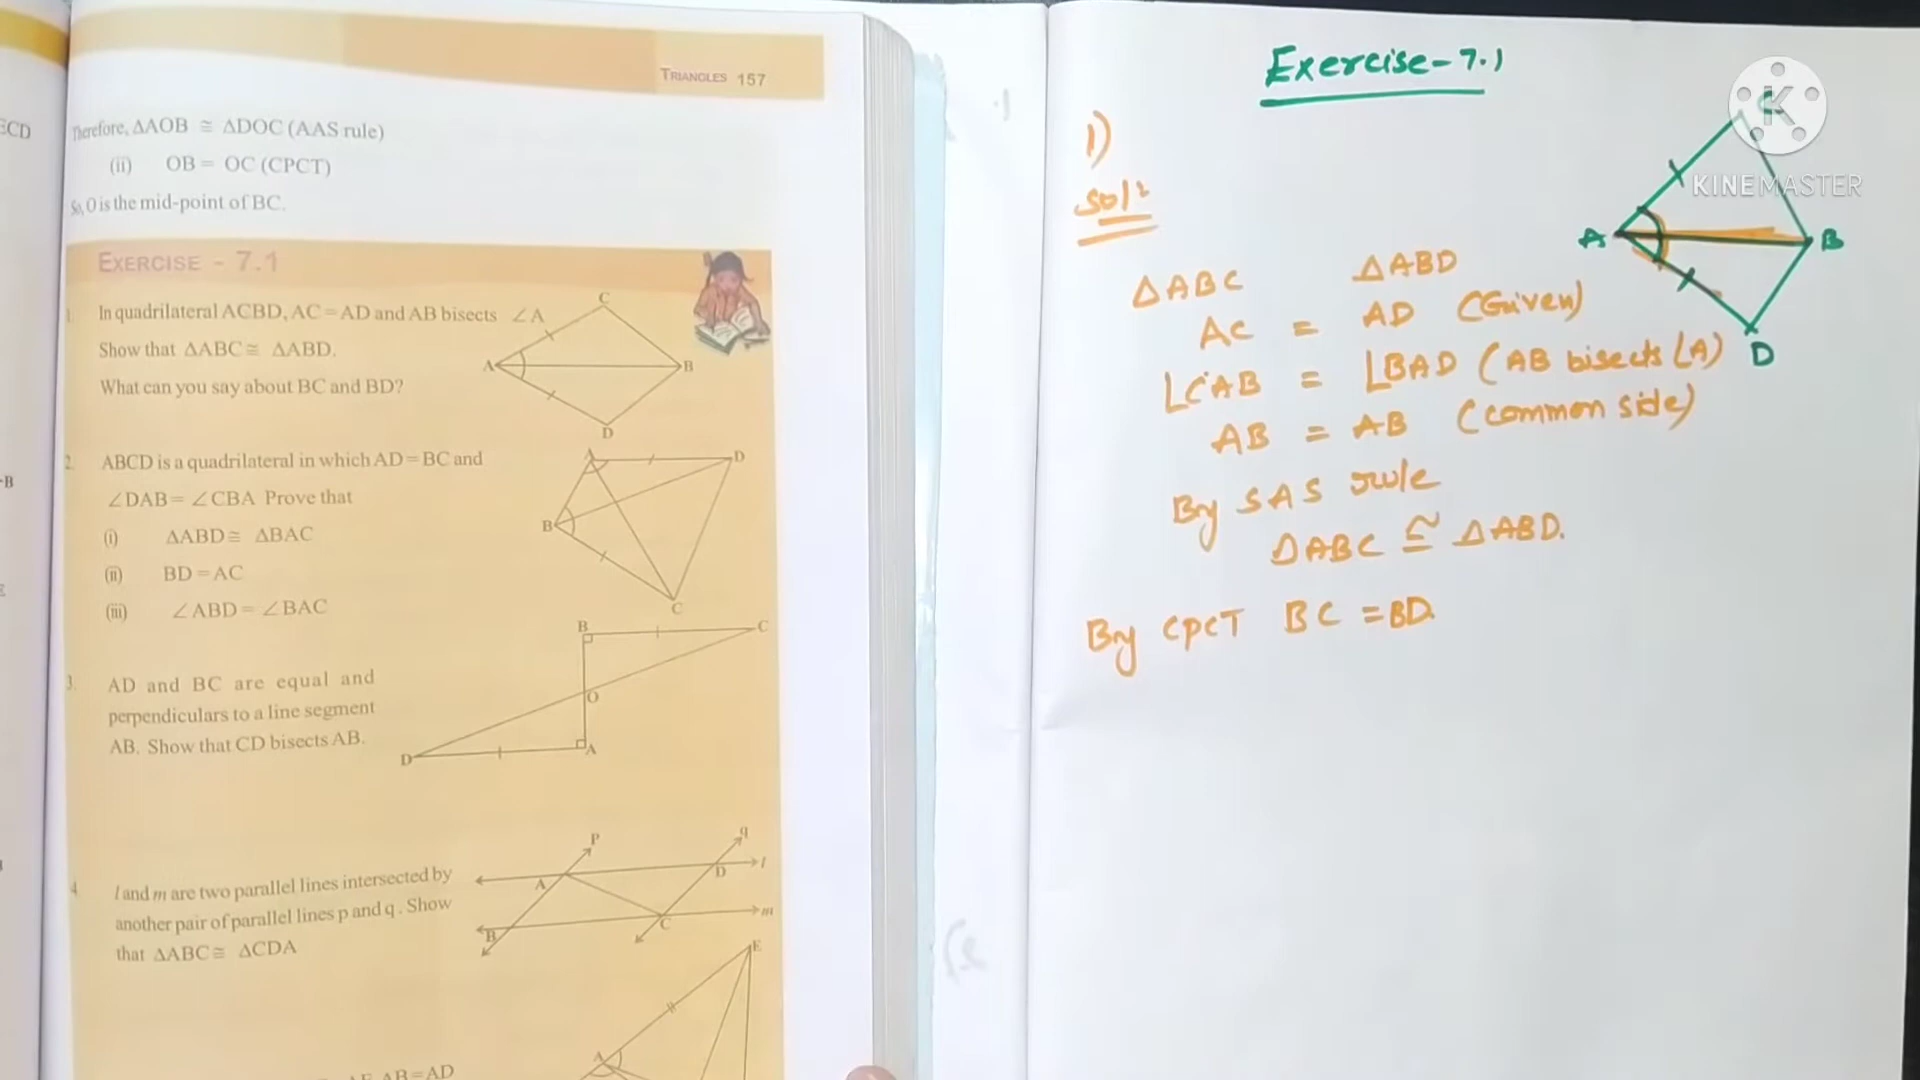 TRIANGLES 157
ECD
Therefore, ΔAOB ≅ ΔDOC (AAS rule)
(ii) OB = OC (CPCT)
So, O is the mid-point of BC.
EXERCISE - 7.1
1. In quadrilateral ACBD, AC = AD and AB bisects ∠A
Show that ΔABC ≅ ΔABD.
What can you say about BC and BD?
C
A
B
D
2. ABCD is a quadrilateral in which AD = BC and
∠DAB = ∠CBA Prove that
(i) ΔABD ≅ ΔBAC
(ii) BD = AC
(iii) ∠ABD = ∠BAC
A
D
B
C
3. AD and BC are equal and
perpendiculars to a line segment
AB. Show that CD bisects AB.
B
C
O
A
D
4. l and m are two parallel lines intersected by
another pair of parallel lines p and q . Show
that ΔABC ≅ ΔCDA
P
q
A
D
l
B
C
m
E
A
AB = AD
-B
Exercise - 7.1
1)
Sol:
ΔABC ΔABD
AC = AD (Given)
∠CAB = ∠BAD (AB bisects ∠A)
AB = AB (common side)
By SAS rule
ΔABC ≅ ΔABD.
By CPCT BC = BD.
A
B
D
K
KINEMASTER